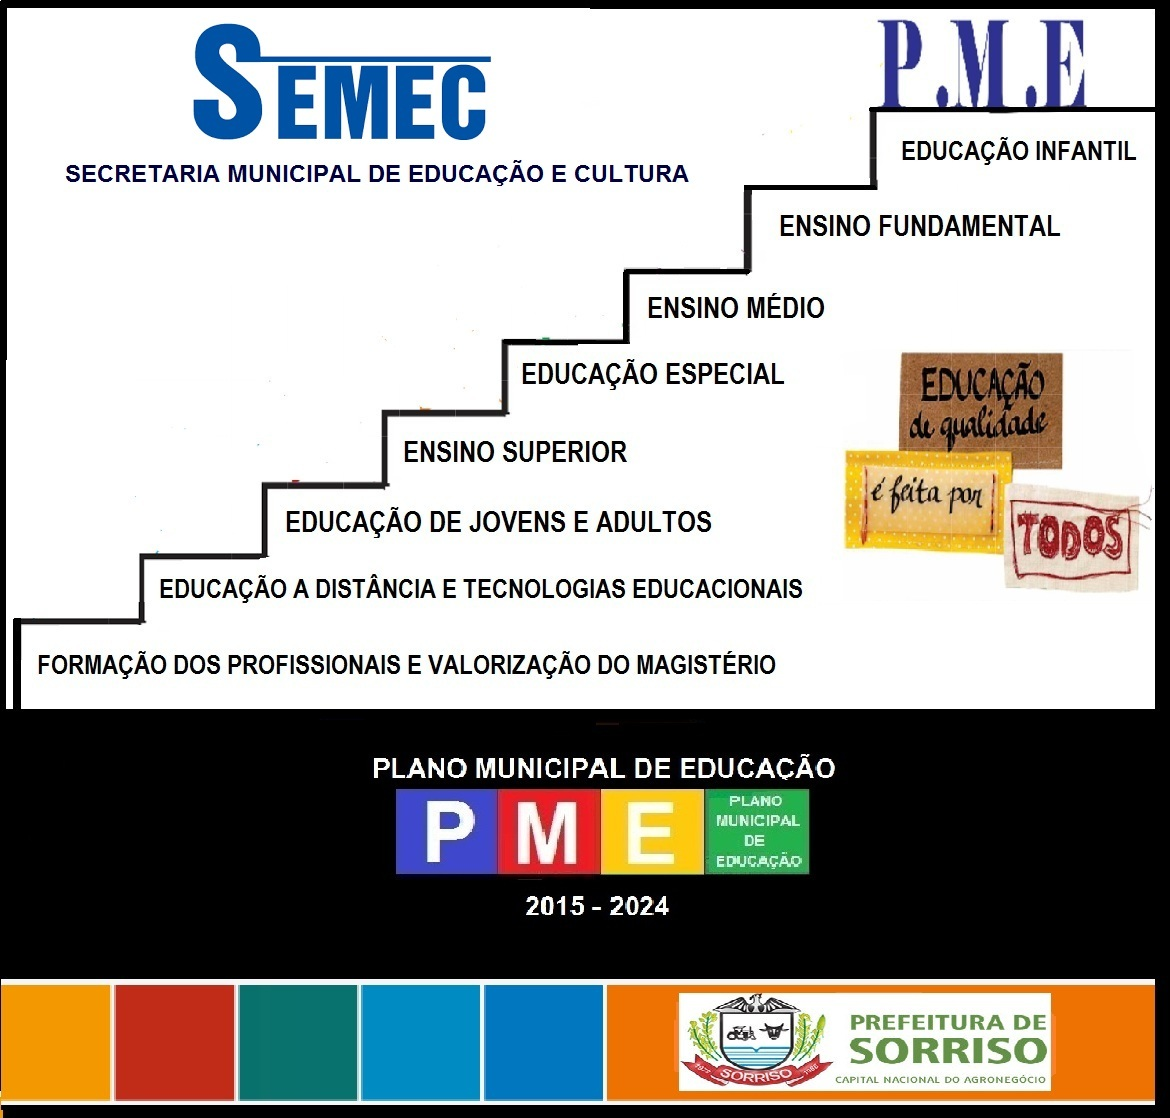 SEMEC
SECRETARIA MUNICIPAL DE EDUCAÇÃO E CULTURA
P.M.E
EDUCAÇÃO INFANTIL
ENSINO FUNDAMENTAL
ENSINO MÉDIO
EDUCAÇÃO ESPECIAL
ENSINO SUPERIOR
EDUCAÇÃO DE JOVENS E ADULTOS
EDUCAÇÃO A DISTÂNCIA E TECNOLOGIAS EDUCACIONAIS
FORMAÇÃO DOS PROFISSIONAIS E VALORIZAÇÃO DO MAGISTÉRIO
EDUCAÇÃO
de qualidade
é feita por
TODOS
PLANO MUNICIPAL DE EDUCAÇÃO
PME
PLANO
MUNICIPAL
DE
EDUCAÇÃO
2015 - 2024
SORRISO
PREFEITURA DE
SORRISO
CAPITAL NACIONAL DO AGRONEGÓCIO